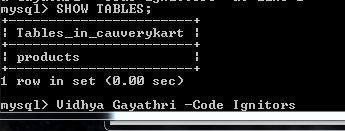 mysql> SHOW TABLES;
+----------------------+
| Tables_in_cauverykart |
+----------------------+
| products |
+----------------------+
1 row in set (0.00 sec)
mysql> Vidhya Gayathri -Code Ignitors